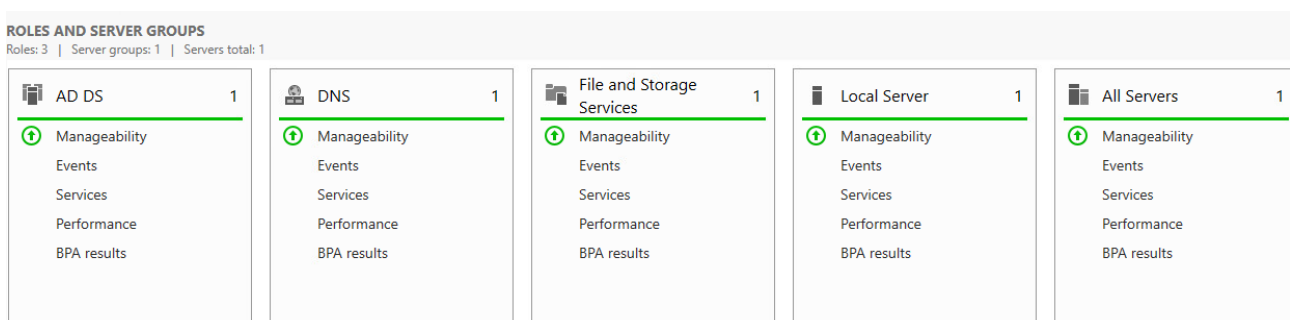 ROLES AND SERVER GROUPS
Roles: 3 | Server groups: 1 | Servers total: 1
AD DS 1
Manageability
Events
Services
Performance
BPA results
DNS 1
Manageability
Events
Services
Performance
BPA results
File and Storage
Services 1
Manageability
Events
Services
Performance
BPA results
Local Server 1
Manageability
Events
Services
Performance
BPA results
All Servers 1
Manageability
Events
Services
Performance
BPA results